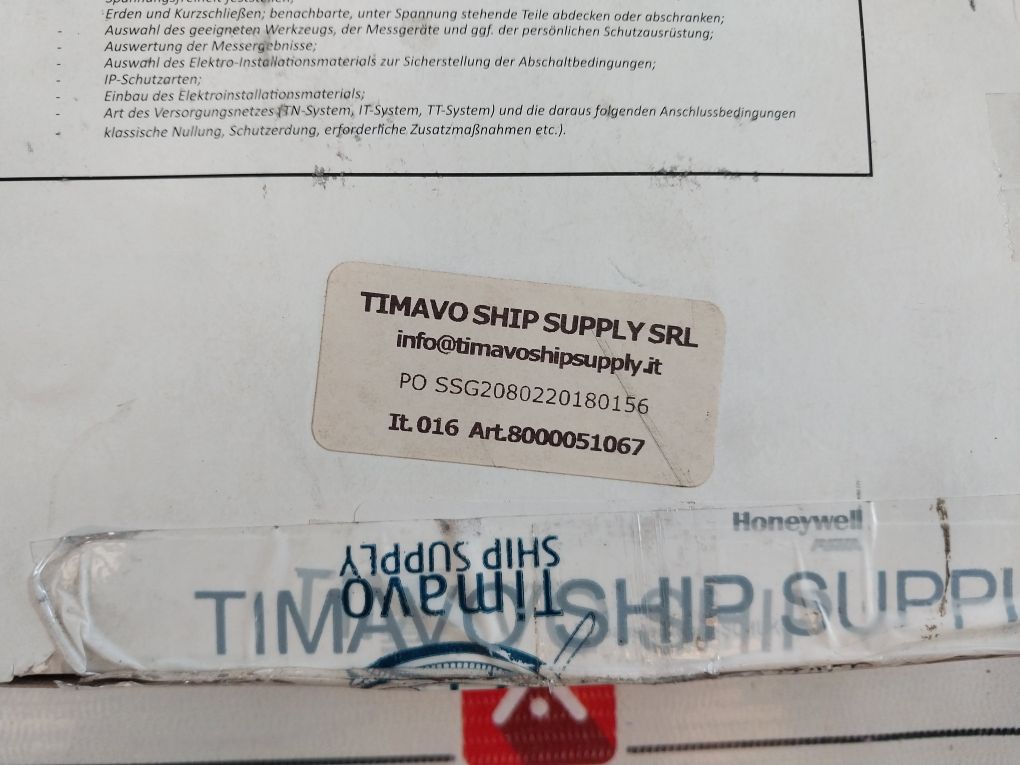 Spannungsfreiheit feststellen;
Erden und Kurzschließen; benachbarte, unter Spannung stehende Teile abdecken oder abschranken;
- Auswahl des geeigneten Werkzeugs, der Messgeräte und ggf. der persönlichen Schutzausrüstung;
- Auswertung der Messergebnisse;
- Auswahl des Elektro-Installationsmaterials zur Sicherstellung der Abschaltbedingungen;
- IP-Schutzarten;
- Einbau des Elektroinstallationsmaterials;
- Art des Versorgungsnetzes (TN-System, IT-System, TT-System) und die daraus folgenden Anschlussbedingungen
- klassische Nullung, Schutzerdung, erforderliche Zusatzmaßnahmen etc.).
TIMAVO SHIP SUPPLY SRL
info@timavoshipsupply.it
PO SSG2080220180156
It.016 Art.8000051067
Honeywell
Timavo
SHIP SUPPLY
TIMAVO SHIP SUPPL